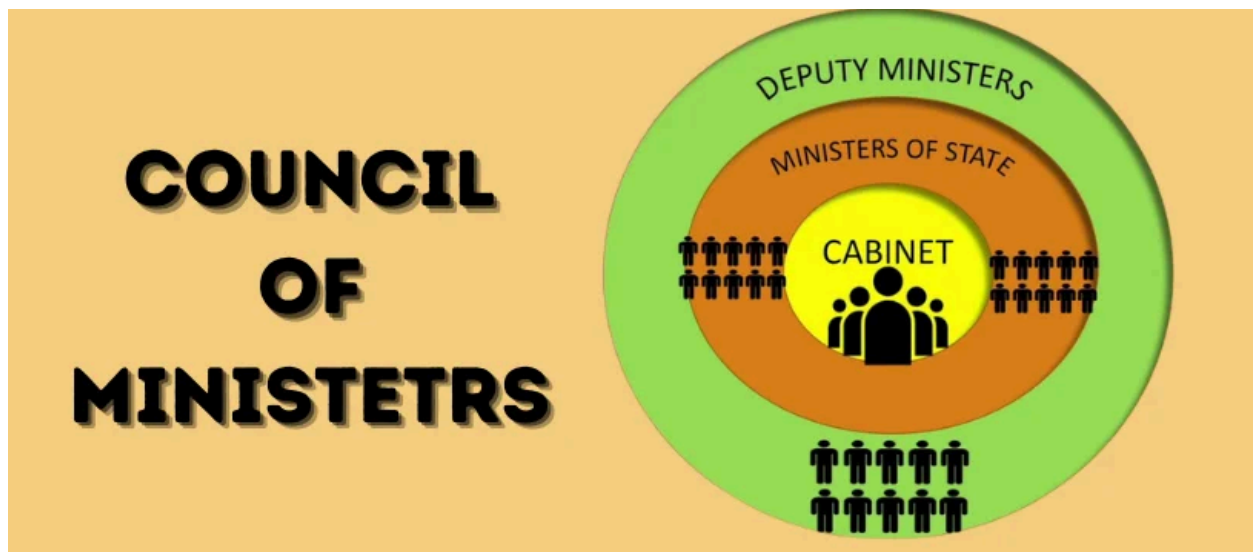 COUNCIL
OF
MINISTETRS
DEPUTY MINISTERS
MINISTERS OF STATE
CABINET